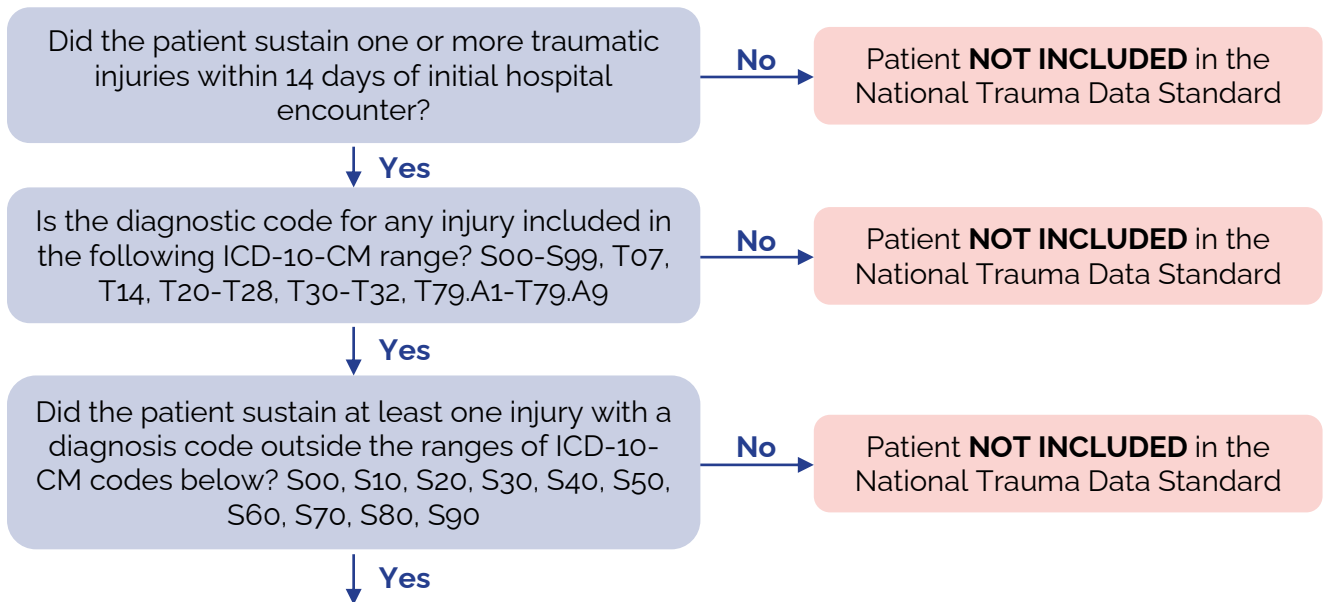 Did the patient sustain one or more traumatic
injuries within 14 days of initial hospital
encounter?
No
Patient NOT INCLUDED in the
National Trauma Data Standard
Yes
Is the diagnostic code for any injury included in
the following ICD-10-CM range? S00-S99, T07,
T14, T20-T28, T30-T32, T79.A1-T79.A9
No
Patient NOT INCLUDED in the
National Trauma Data Standard
Yes
Did the patient sustain at least one injury with a
diagnosis code outside the ranges of ICD-10-
CM codes below? S00, S10, S20, S30, S40, S50,
S60, S70, S80, S90
No
Patient NOT INCLUDED in the
National Trauma Data Standard
Yes